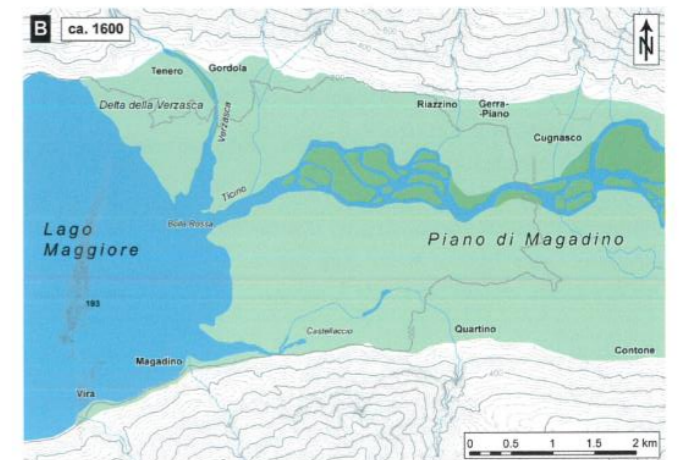 B ca. 1600
N
Tenero
Gordola
Delta della Verzasca
Verzasca
Riazzino
Gerra-
-Piano
Cugnasco
Ticino
Bolla Rossa
Lago
Maggiore
Piano di Magadino
193
Castellaccio
Quartino
Magadino
Contone
Vira
0 0.5 1 1.5 2 km